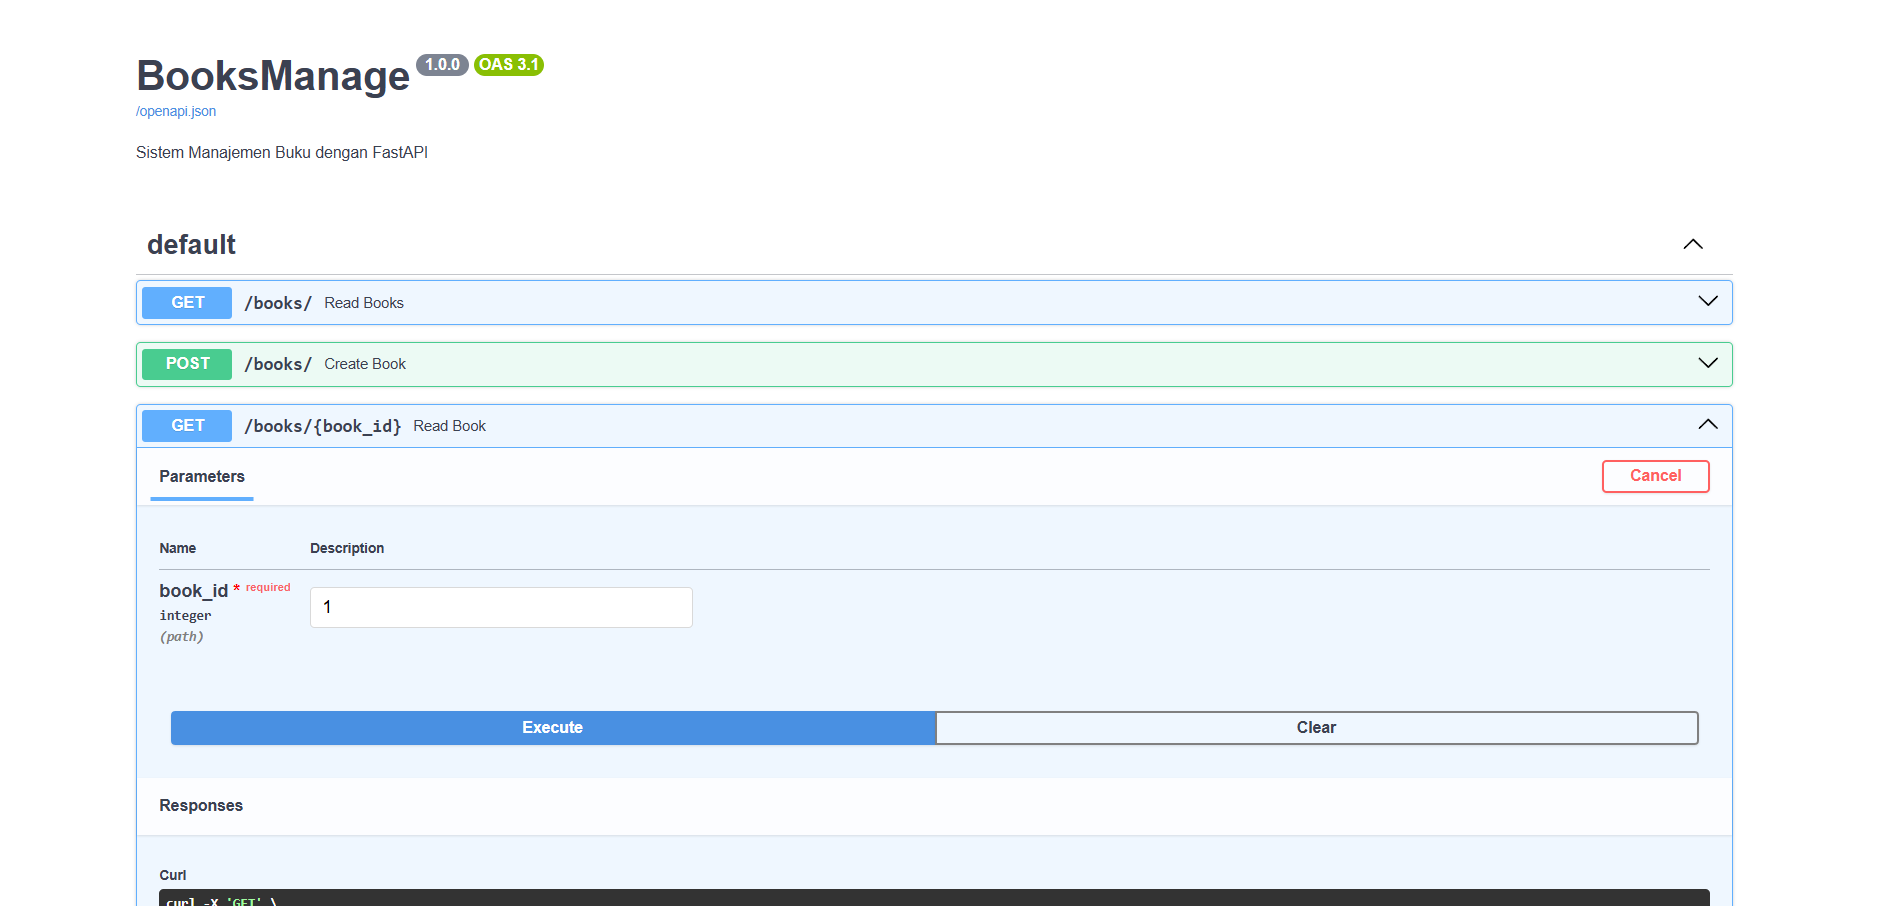 BooksManage 1.0.0 OAS 3.1
/openapi.json
Sistem Manajemen Buku dengan FastAPI
default
GET /books/ Read Books
POST /books/ Create Book
GET /books/{book_id} Read Book
Parameters Cancel
Name Description
book_id * required 1
integer
(path)
Execute Clear
Responses
Curl
curl -X 'GET' \